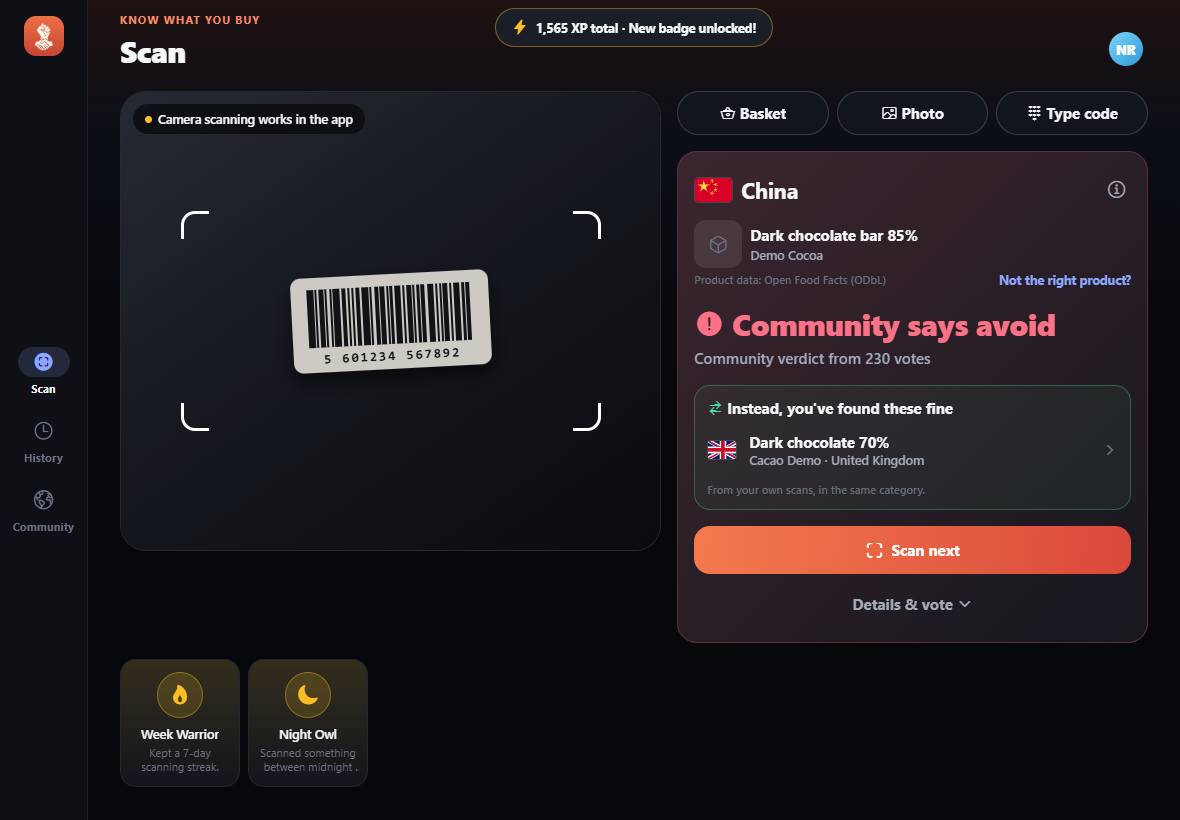 KNOW WHAT YOU BUY
Scan
1,565 XP total · New badge unlocked!
NR
Camera scanning works in the app
5 601234 567892
Basket
Photo
Type code
China
Dark chocolate bar 85%
Demo Cocoa
Product data: Open Food Facts (ODbL)
Not the right product?
Community says avoid
Community verdict from 230 votes
Instead, you've found these fine
Dark chocolate 70%
Cacao Demo · United Kingdom
From your own scans, in the same category.
Scan next
Details & vote
Scan
History
Community
Week Warrior
Kept a 7-day
scanning streak.
Night Owl
Scanned something
between midnight .